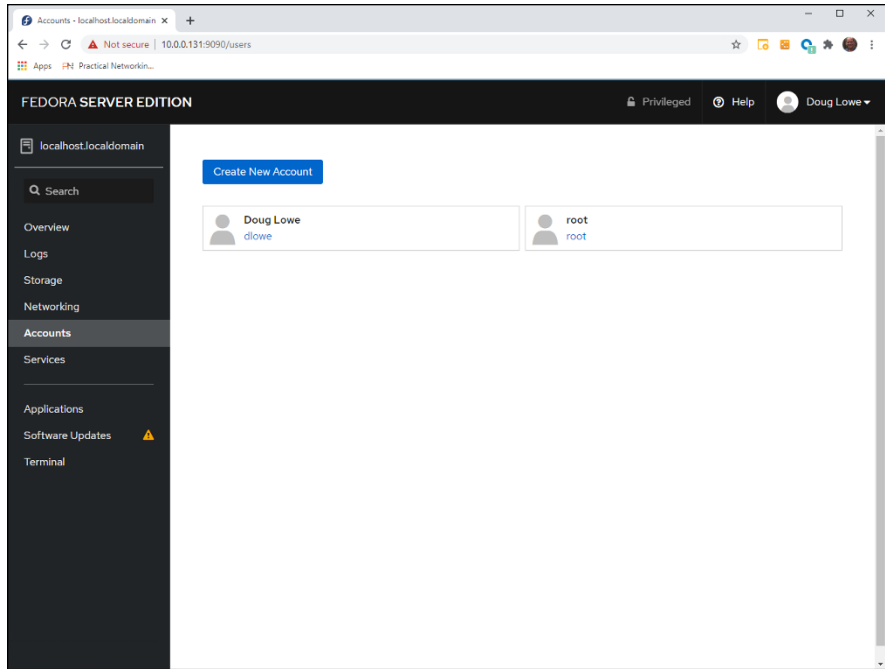 Accounts - localhost.localdomain
Not secure | 10.0.0.131:9090/users
Apps Practical Networkin...
FEDORA SERVER EDITION
Privileged
Help
Doug Lowe
localhost.localdomain
Search
Overview
Logs
Storage
Networking
Accounts
Services
Applications
Software Updates
Terminal
Create New Account
Doug Lowe
dlowe
root
root